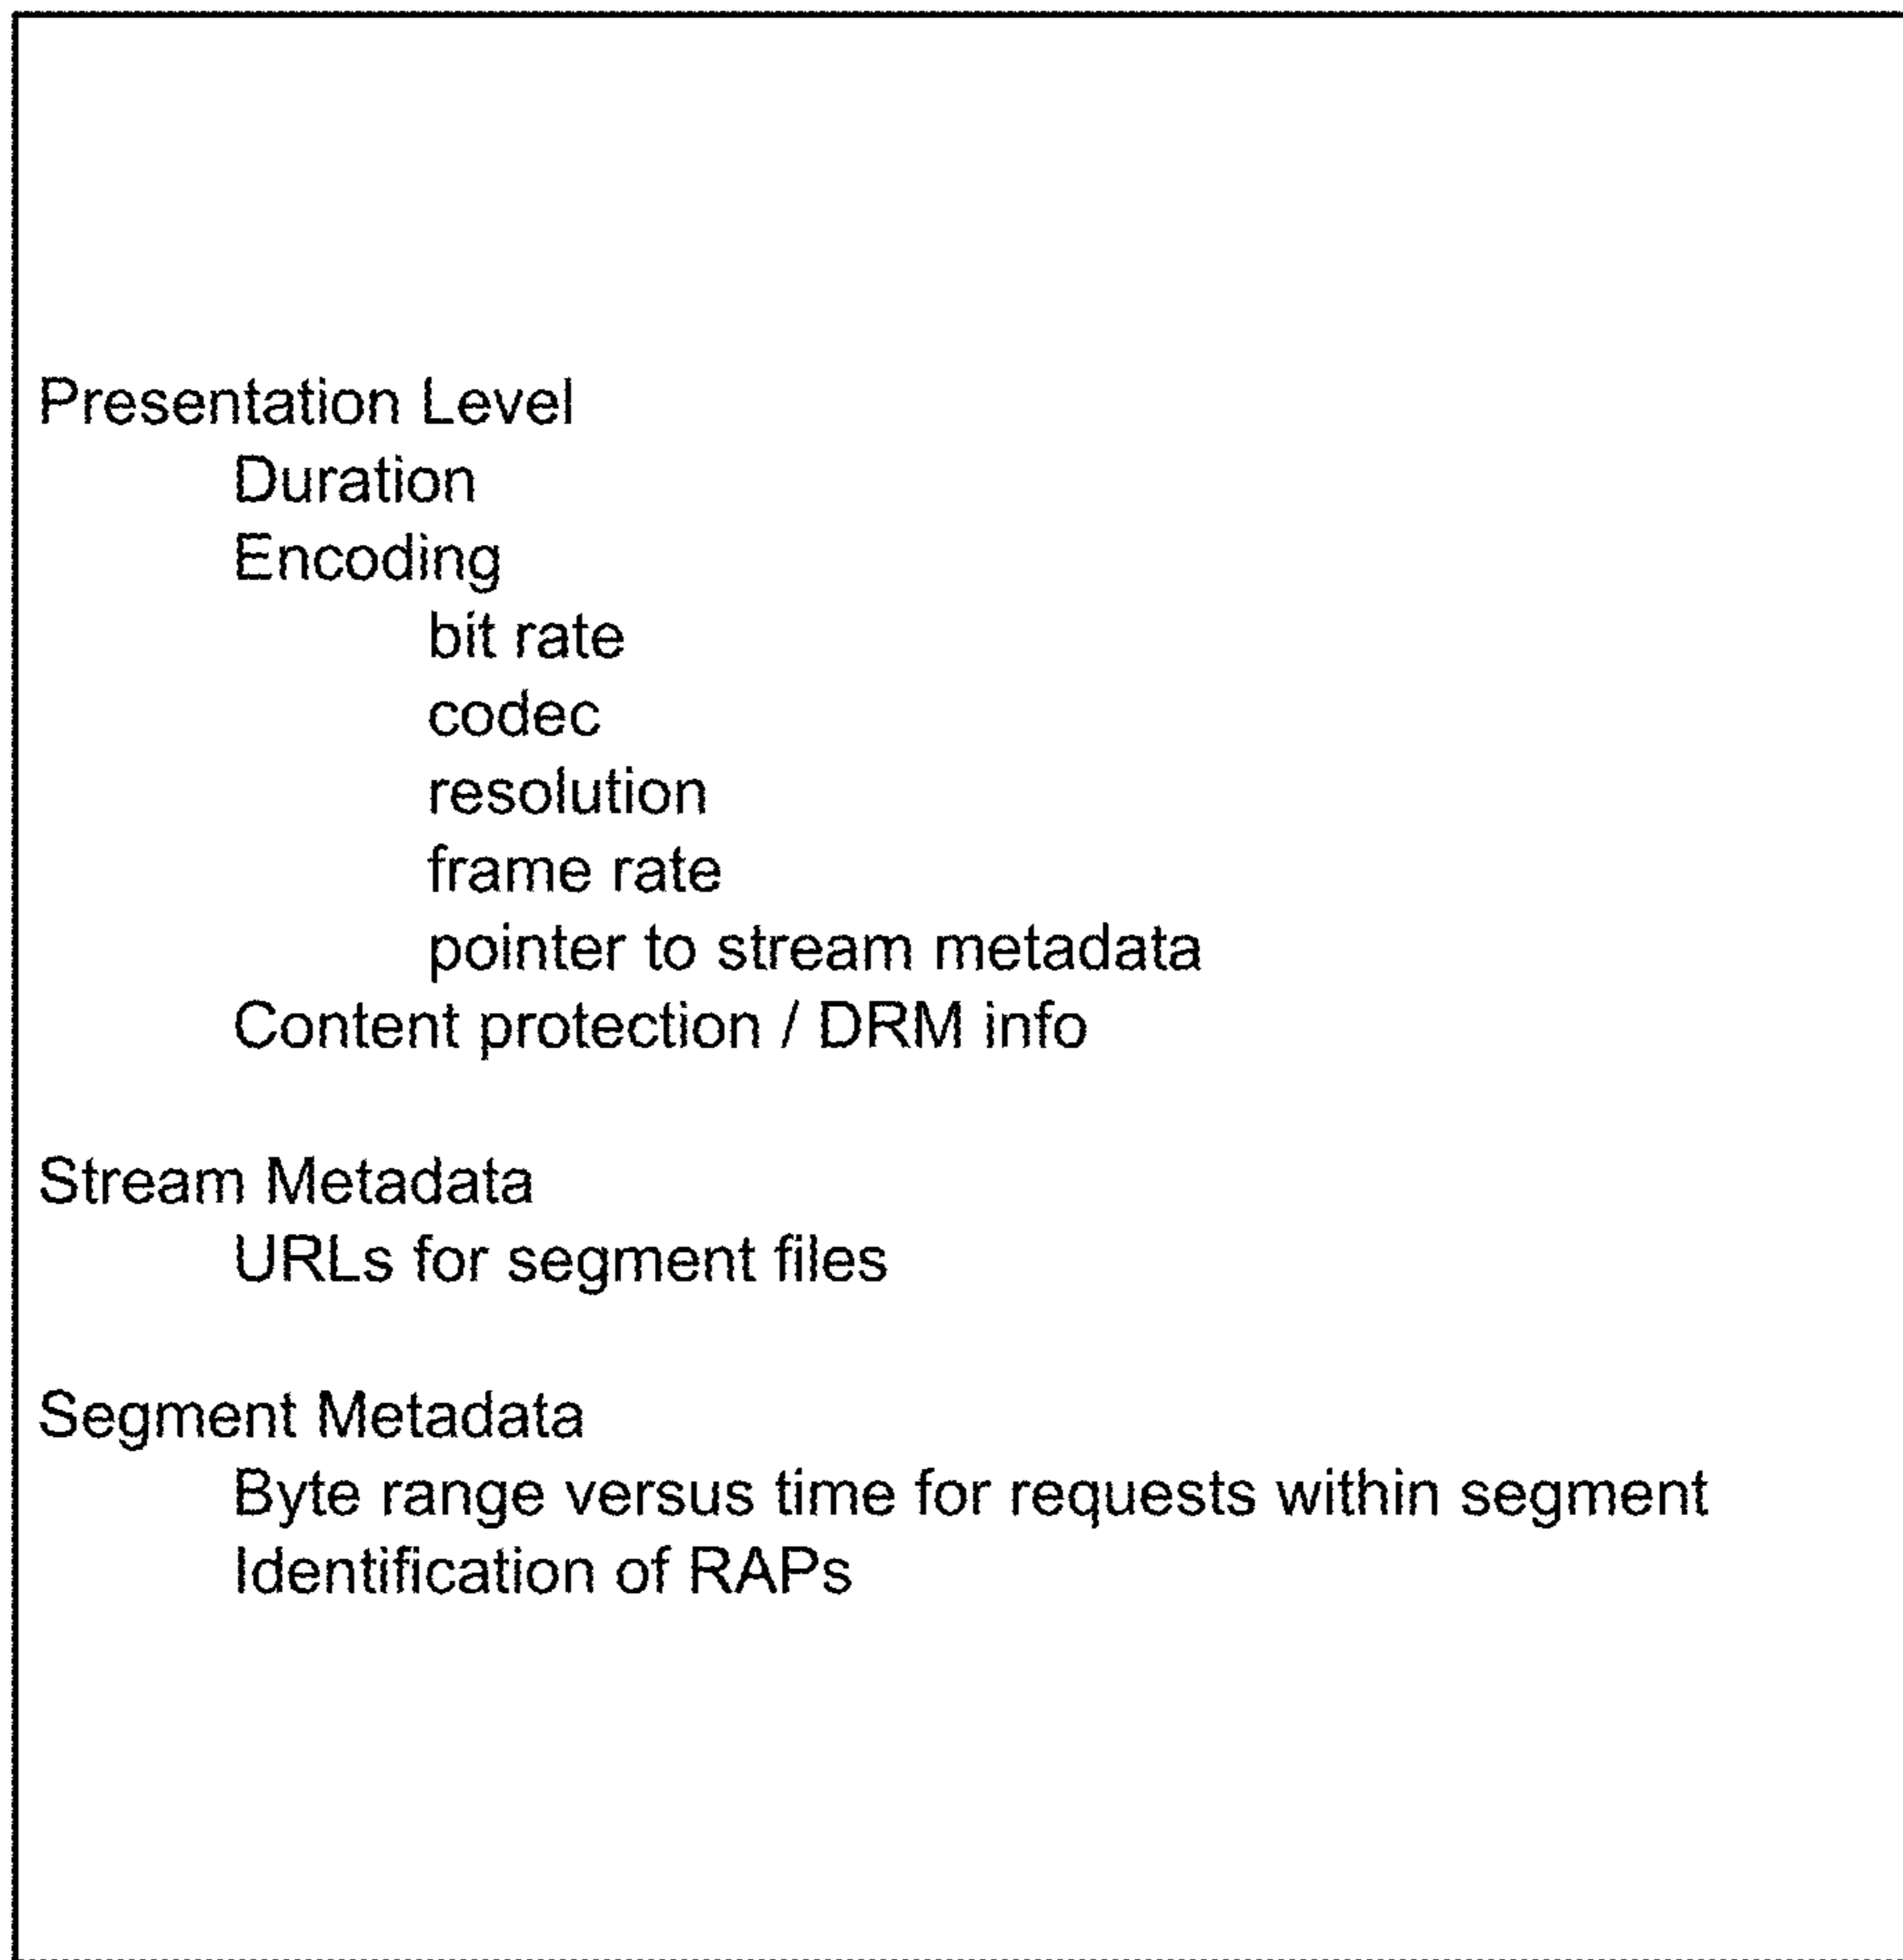 Presentation Level
Duration
Encoding
bit rate
codec
resolution
frame rate
pointer to stream metadata
Content protection / DRM info
Stream Metadata
URLs for segment files
Segment Metadata
Byte range versus time for requests within segment
Identification of RAPs